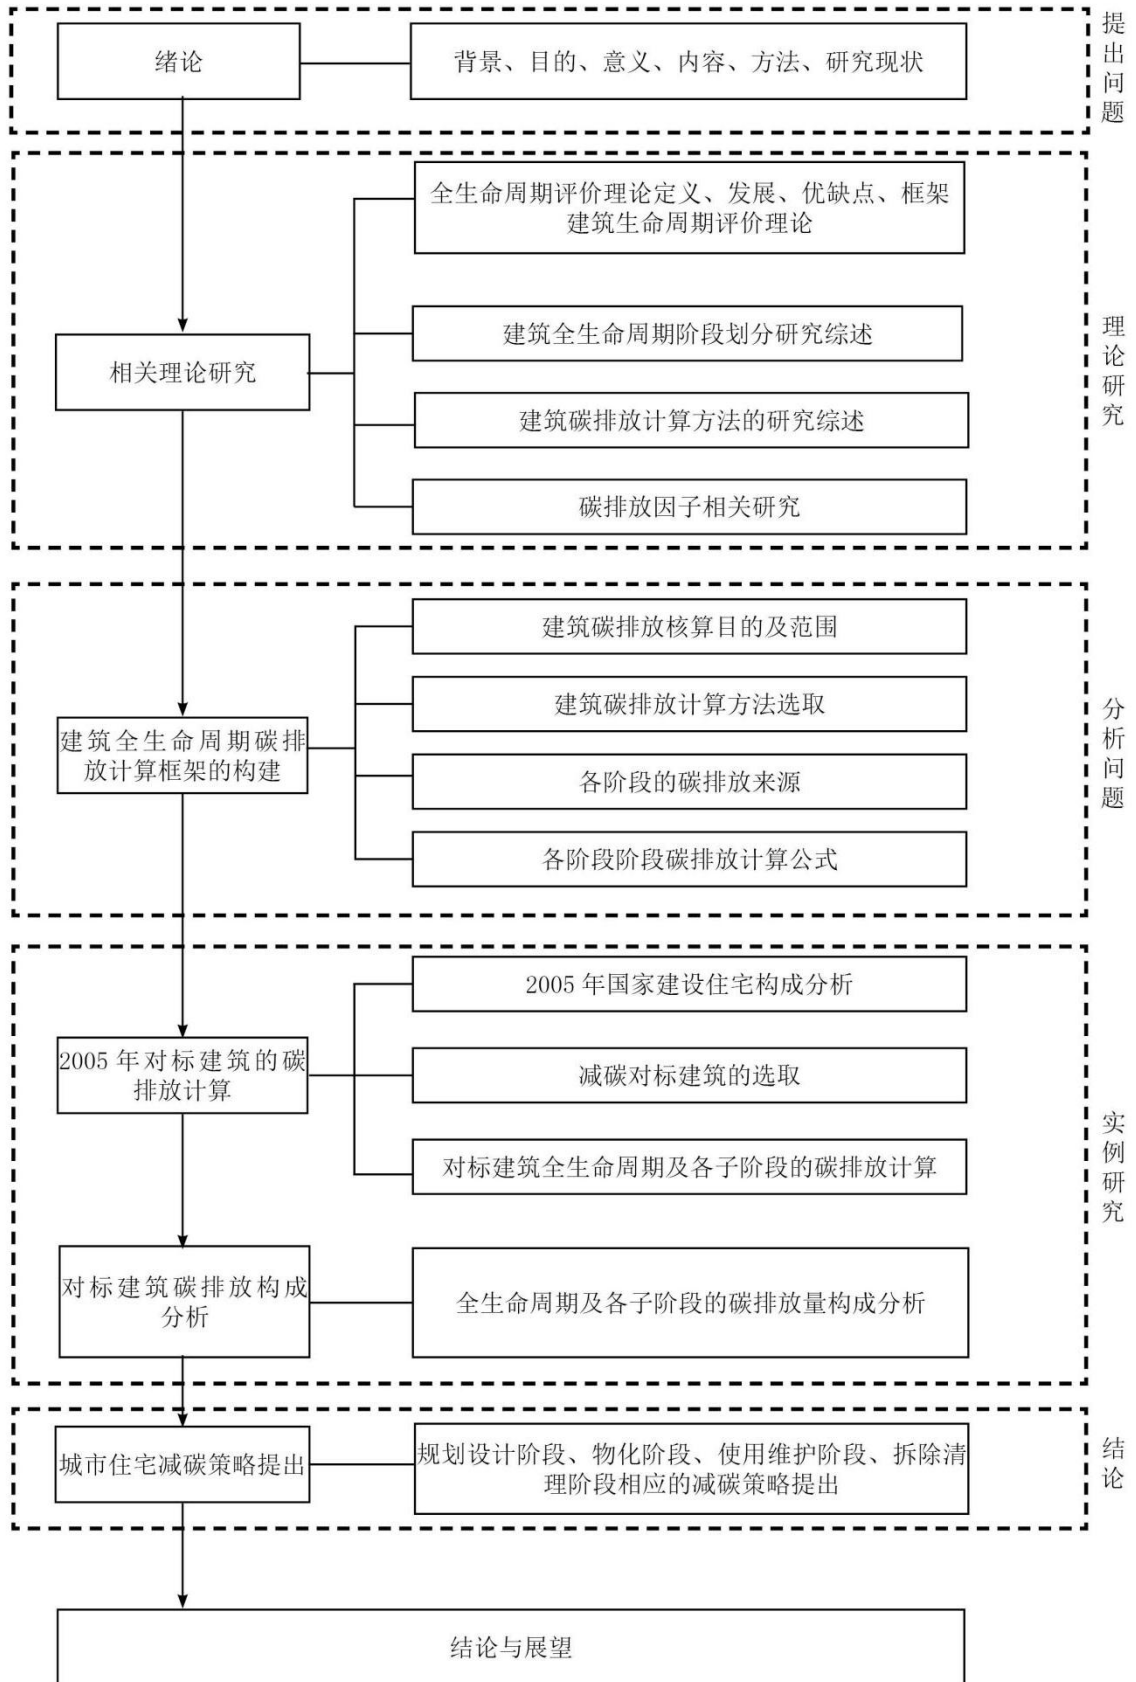 绪论
背景、目的、意义、内容、方法、研究现状
提出问题
全生命周期评价理论定义、发展、优缺点、框架
建筑生命周期评价理论
建筑全生命周期阶段划分研究综述
相关理论研究
建筑碳排放计算方法的研究综述
碳排放因子相关研究
理论研究
建筑碳排放核算目的及范围
建筑碳排放计算方法选取
建筑全生命周期碳排
放计算框架的构建
各阶段的碳排放来源
各阶段阶段碳排放计算公式
分析问题
2005 年国家建设住宅构成分析
2005 年对标建筑的碳
排放计算
减碳对标建筑的选取
对标建筑全生命周期及各子阶段的碳排放计算
对标建筑碳排放构成
分析
全生命周期及各子阶段的碳排放量构成分析
实例研究
城市住宅减碳策略提出
规划设计阶段、物化阶段、使用维护阶段、拆除清
理阶段相应的减碳策略提出
结论
结论与展望